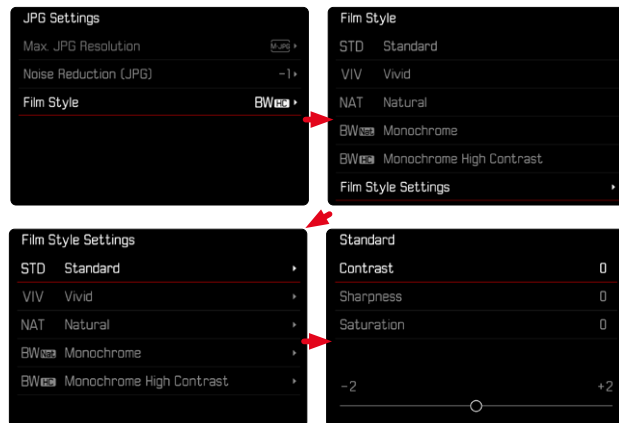 JPG Settings
Max. JPG Resolution M-JPG
Noise Reduction (JPG) -1
Film Style BW HC
Film Style
STD Standard
VIV Vivid
NAT Natural
BW Nat Monochrome
BW HC Monochrome High Contrast
Film Style Settings
Film Style Settings
STD Standard
VIV Vivid
NAT Natural
BW Nat Monochrome
BW HC Monochrome High Contrast
Standard
Contrast 0
Sharpness 0
Saturation 0
-2 +2